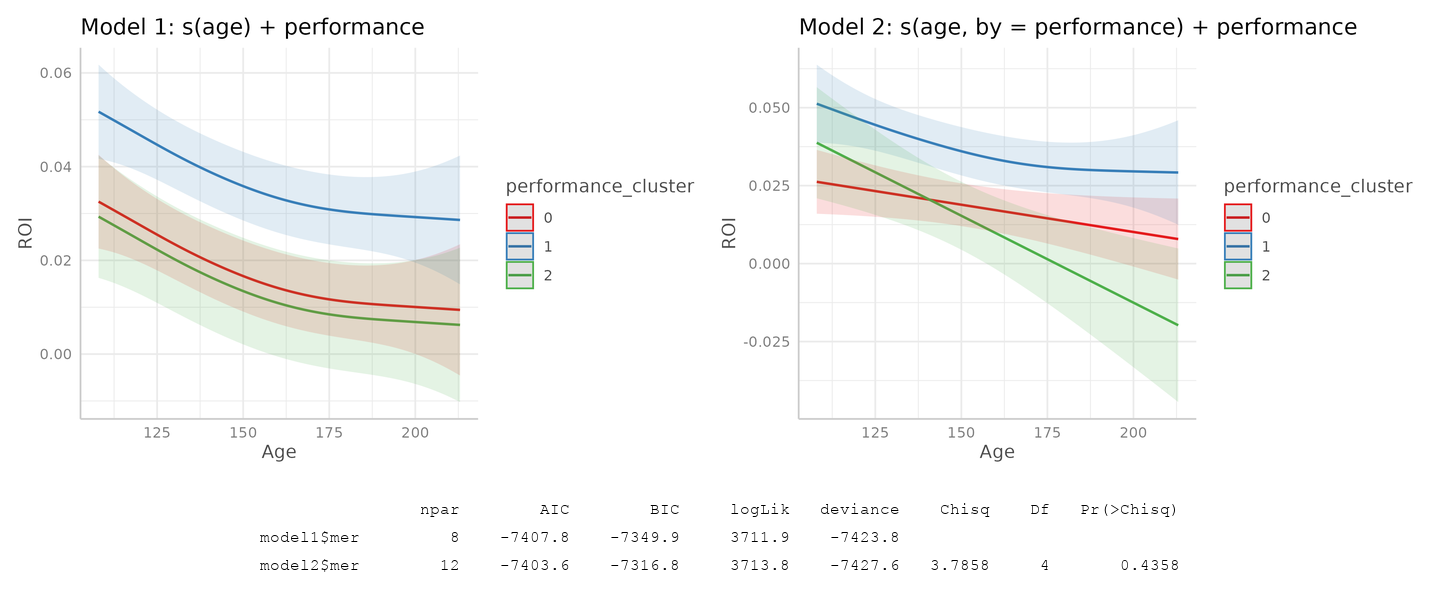 Model 1: s(age) + performance
0.06
0.04
0.02
0.00
ROI
125 150 175 200
Age
performance_cluster
0
1
2
Model 2: s(age, by = performance) + performance
0.050
0.025
0.000
-0.025
ROI
125 150 175 200
Age
performance_cluster
0
1
2
npar AIC BIC logLik deviance Chisq Df Pr(>Chisq)
model1$mer 8 -7407.8 -7349.9 3711.9 -7423.8
model2$mer 12 -7403.6 -7316.8 3713.8 -7427.6 3.7858 4 0.4358